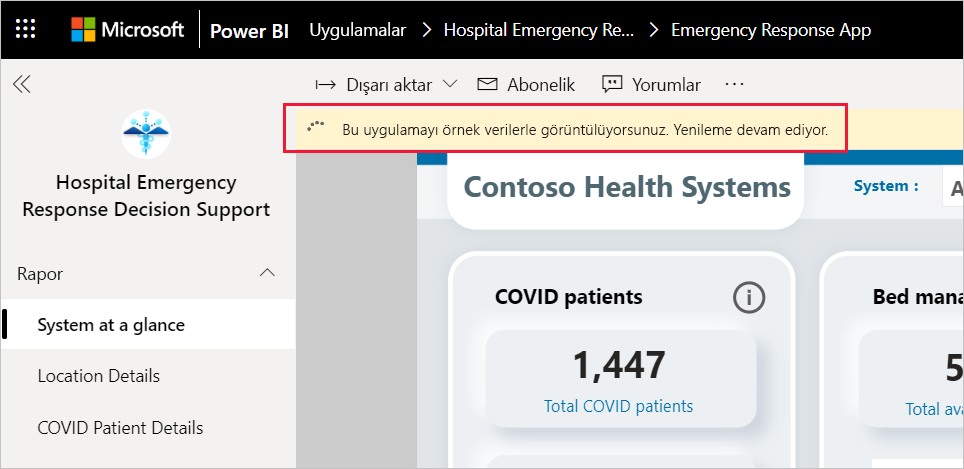 Microsoft Power BI Uygulamalar Hospital Emergency Re... Emergency Response App
Dışarı aktar Abonelik Yorumlar ...
Bu uygulamayı örnek verilerle görüntülüyorsunuz. Yenileme devam ediyor.
Hospital Emergency
Response Decision Support
Rapor
System at a glance
Location Details
COVID Patient Details
Contoso Health Systems
System :
COVID patients
1,447
Total COVID patients
Bed mana
5
Total ava